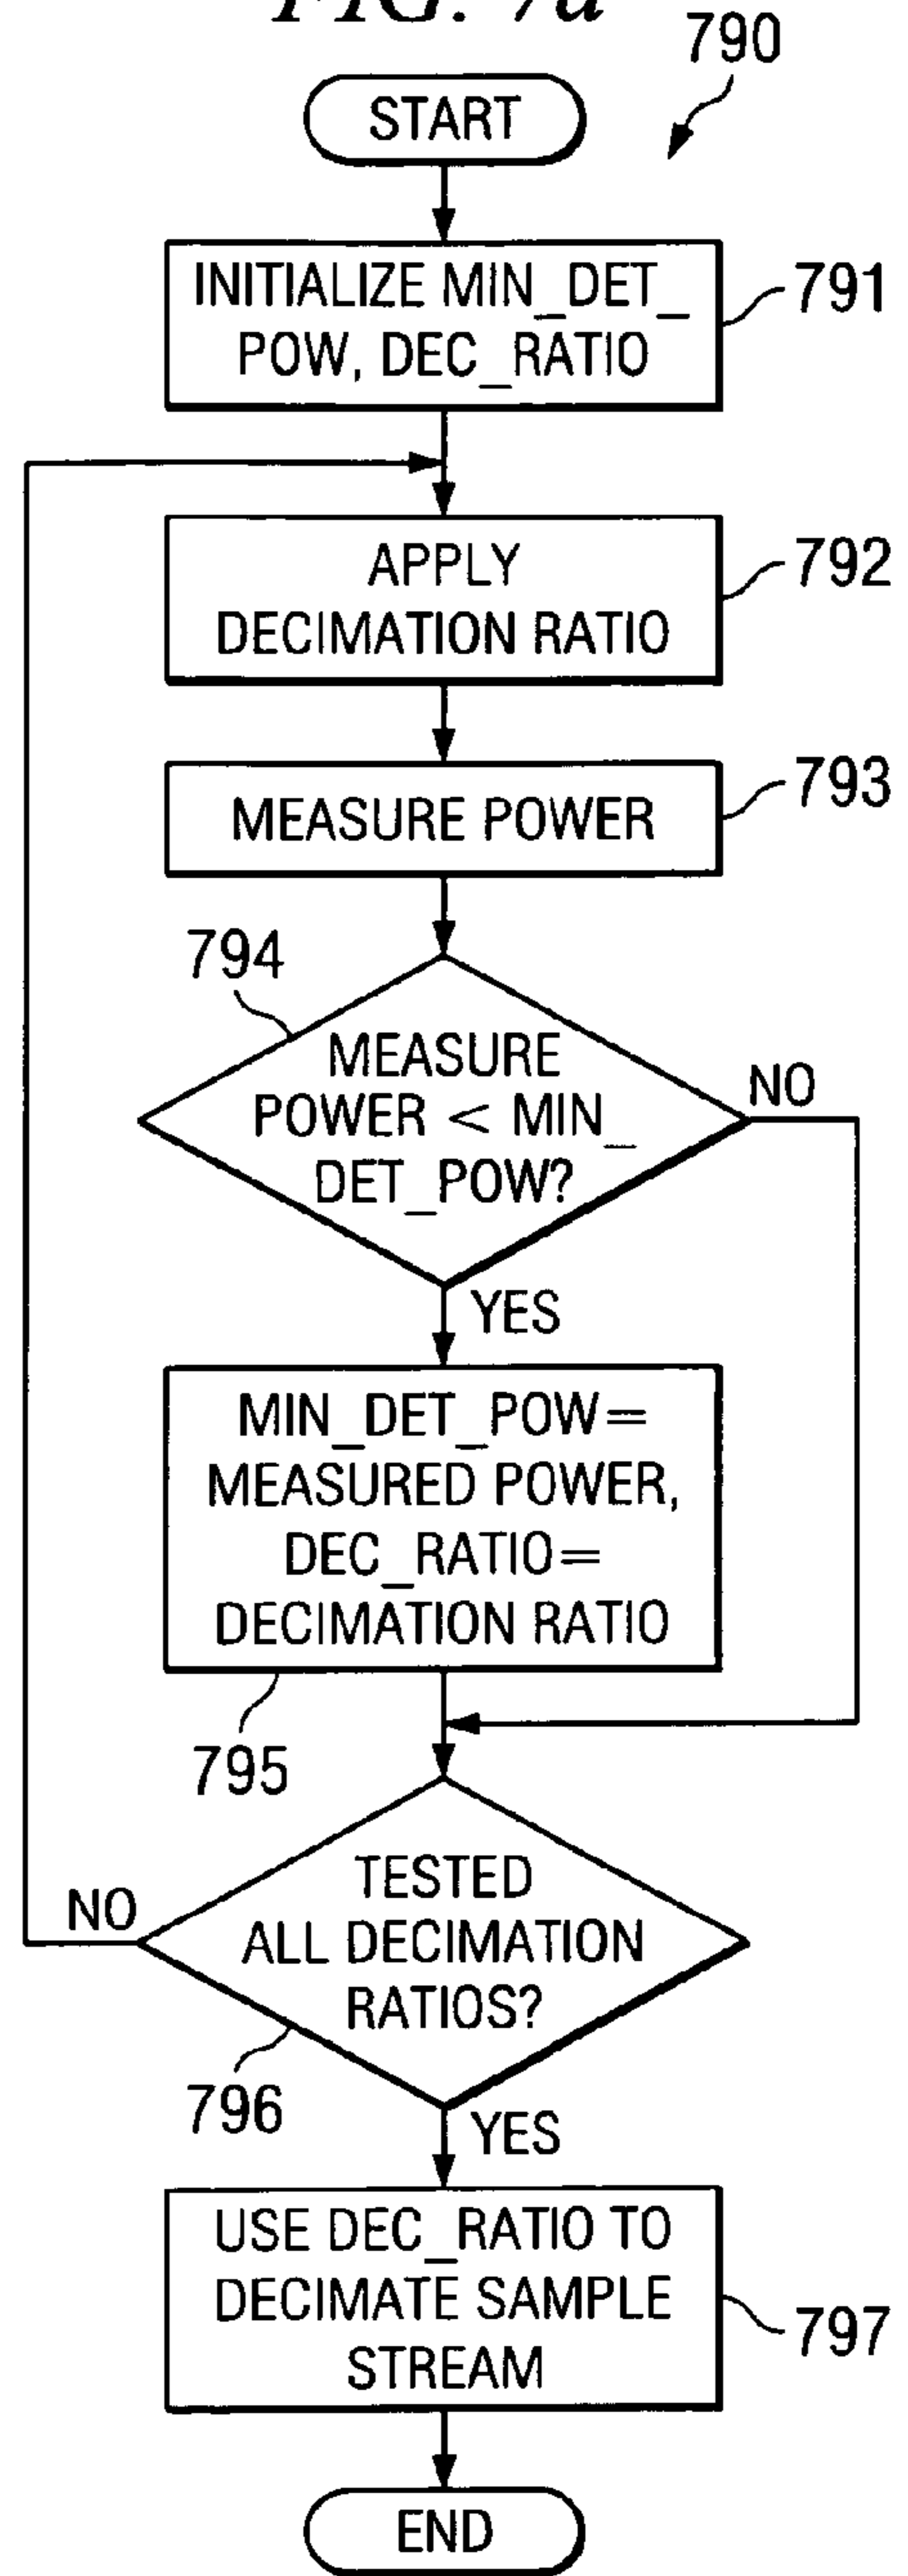 FIG. 7a
790
START
INITIALIZE MIN_DET_
POW, DEC_RATIO
791
APPLY
DECIMATION RATIO
792
MEASURE POWER
793
794
MEASURE
POWER < MIN_
DET_POW?
NO
YES
MIN_DET_POW=
MEASURED POWER,
DEC_RATIO=
DECIMATION RATIO
795
TESTED
ALL DECIMATION
RATIOS?
NO
796
YES
USE DEC_RATIO TO
DECIMATE SAMPLE
STREAM
797
END